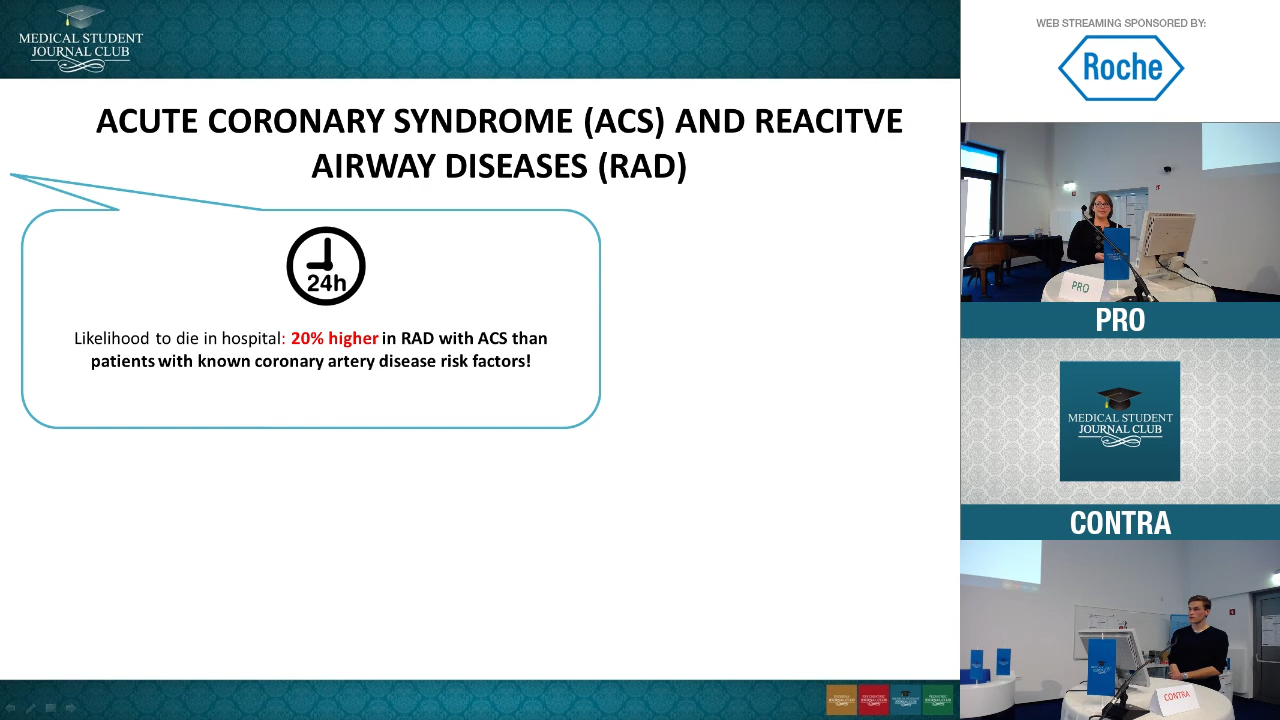 MEDICAL STUDENT
JOURNAL CLUB
ACUTE CORONARY SYNDROME (ACS) AND REACITVE
AIRWAY DISEASES (RAD)
24h
Likelihood to die in hospital: 20% higher in RAD with ACS than
patients with known coronary artery disease risk factors!
WEB STREAMING SPONSORED BY:
Roche
PRO
PRO
MEDICAL STUDENT
JOURNAL CLUB
CONTRA
CONTRA